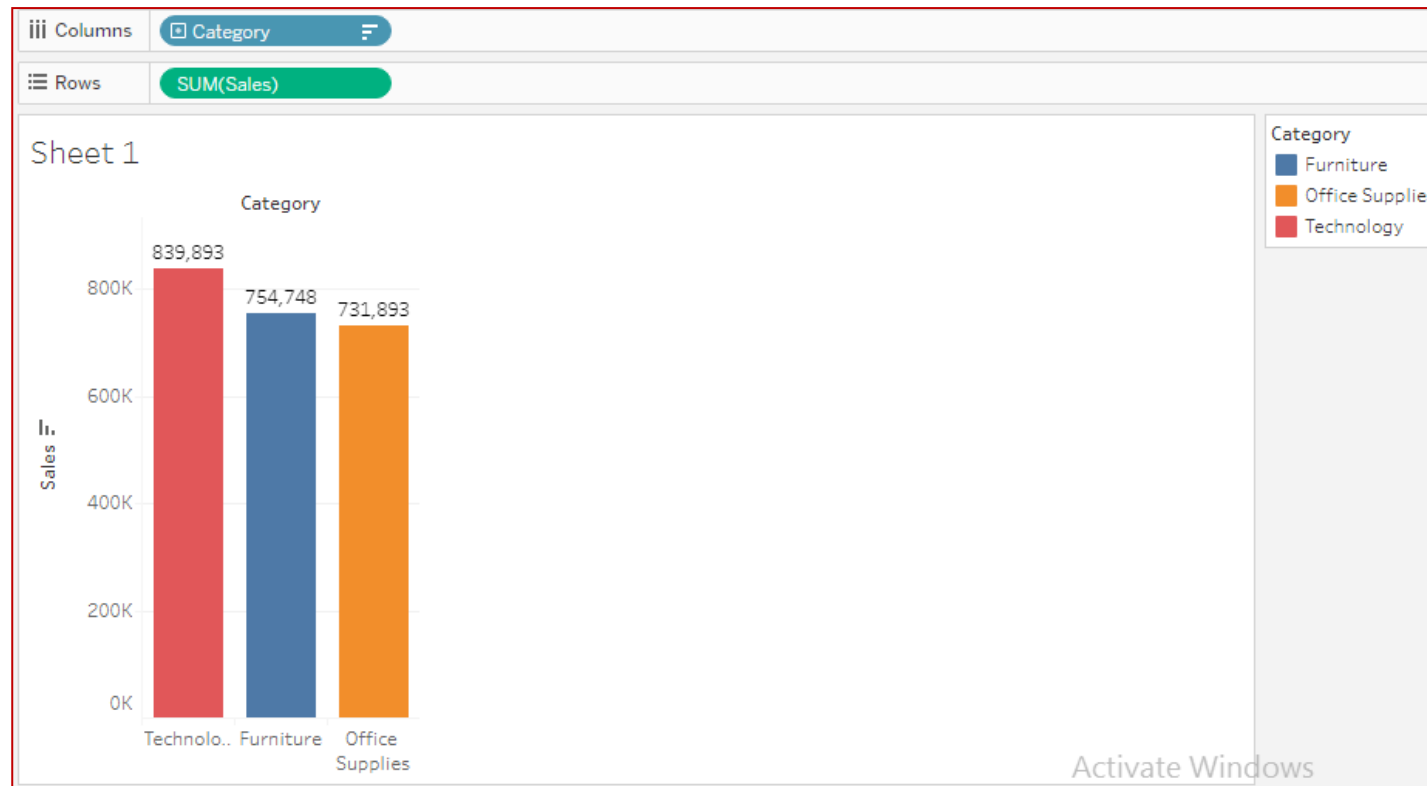 Columns
Category
Rows
SUM(Sales)
Sheet 1
Category
839,893
754,748
731,893
800K
600K
400K
200K
0K
Sales
Technolo..
Furniture
Office
Supplies
Category
Furniture
Office Supplie
Technology
Activate Windows